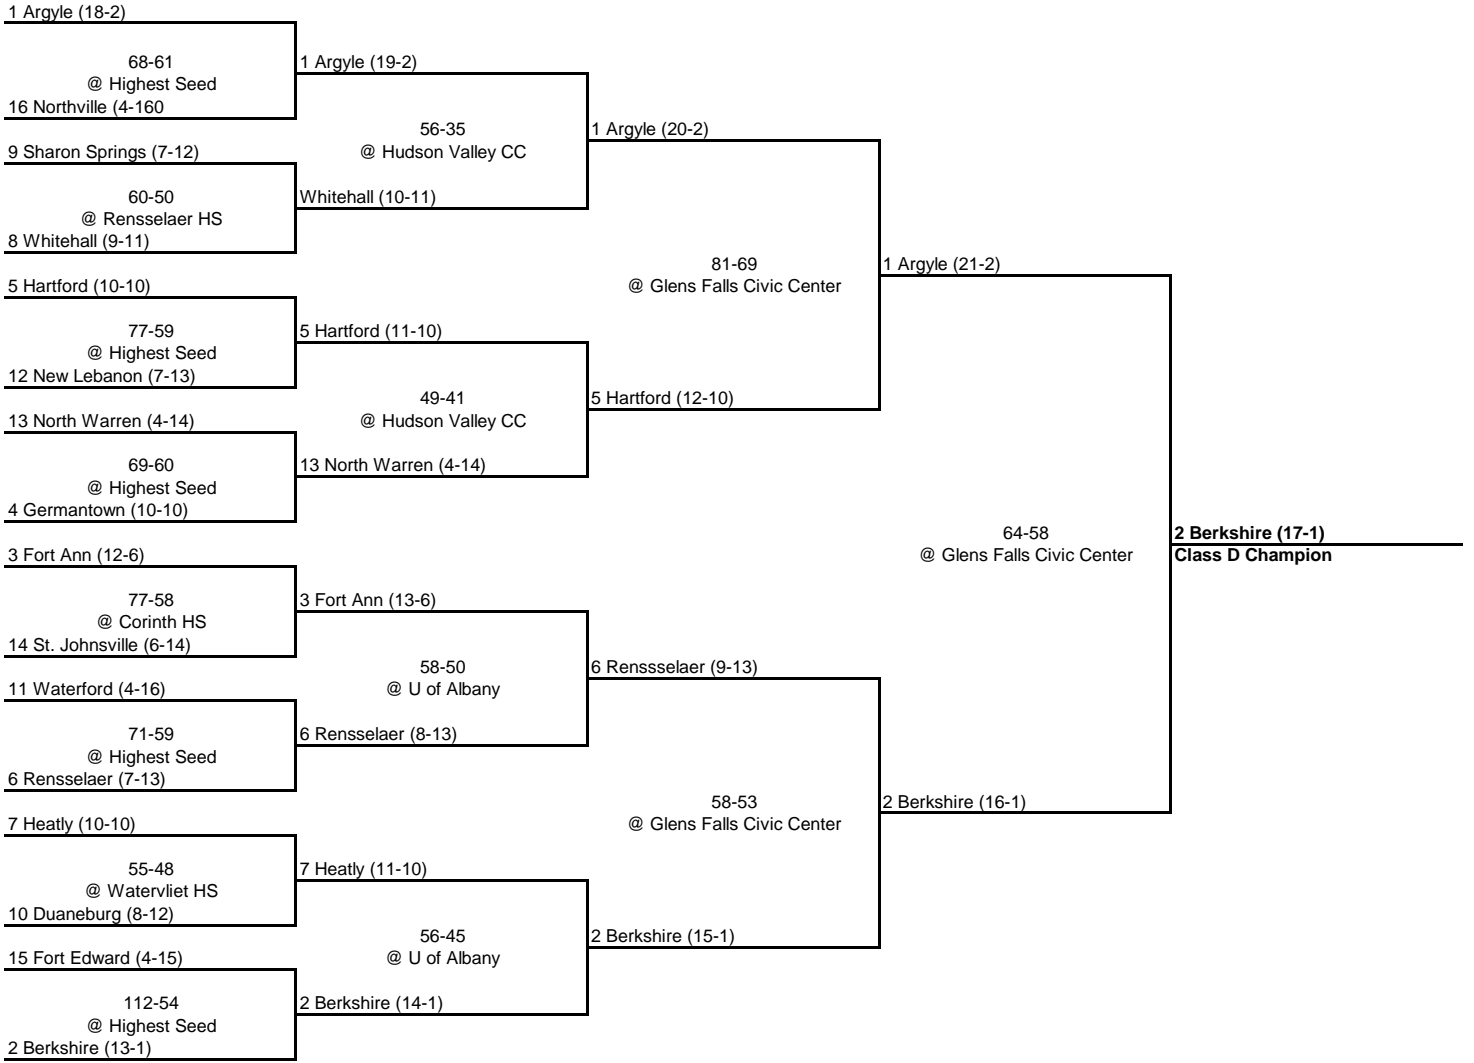 1 Argyle (18-2)
68-61
@ Highest Seed
16 Northville (4-160
9 Sharon Springs (7-12)
60-50
@ Rensselaer HS
8 Whitehall (9-11)
5 Hartford (10-10)
77-59
@ Highest Seed
12 New Lebanon (7-13)
13 North Warren (4-14)
69-60
@ Highest Seed
4 Germantown (10-10)
3 Fort Ann (12-6)
77-58
@ Corinth HS
14 St. Johnsville (6-14)
11 Waterford (4-16)
71-59
@ Highest Seed
6 Rensselaer (7-13)
7 Heatly (10-10)
55-48
@ Watervliet HS
10 Duaneburg (8-12)
15 Fort Edward (4-15)
112-54
@ Highest Seed
2 Berkshire (13-1)
1 Argyle (19-2)
56-35
@ Hudson Valley CC
Whitehall (10-11)
5 Hartford (11-10)
49-41
@ Hudson Valley CC
13 North Warren (4-14)
3 Fort Ann (13-6)
58-50
@ U of Albany
6 Rensselaer (8-13)
7 Heatly (11-10)
56-45
@ U of Albany
2 Berkshire (14-1)
1 Argyle (20-2)
81-69
@ Glens Falls Civic Center
5 Hartford (12-10)
6 Renssselaer (9-13)
58-53
@ Glens Falls Civic Center
2 Berkshire (15-1)
1 Argyle (21-2)
64-58
@ Glens Falls Civic Center
2 Berkshire (16-1)
2 Berkshire (17-1)
Class D Champion